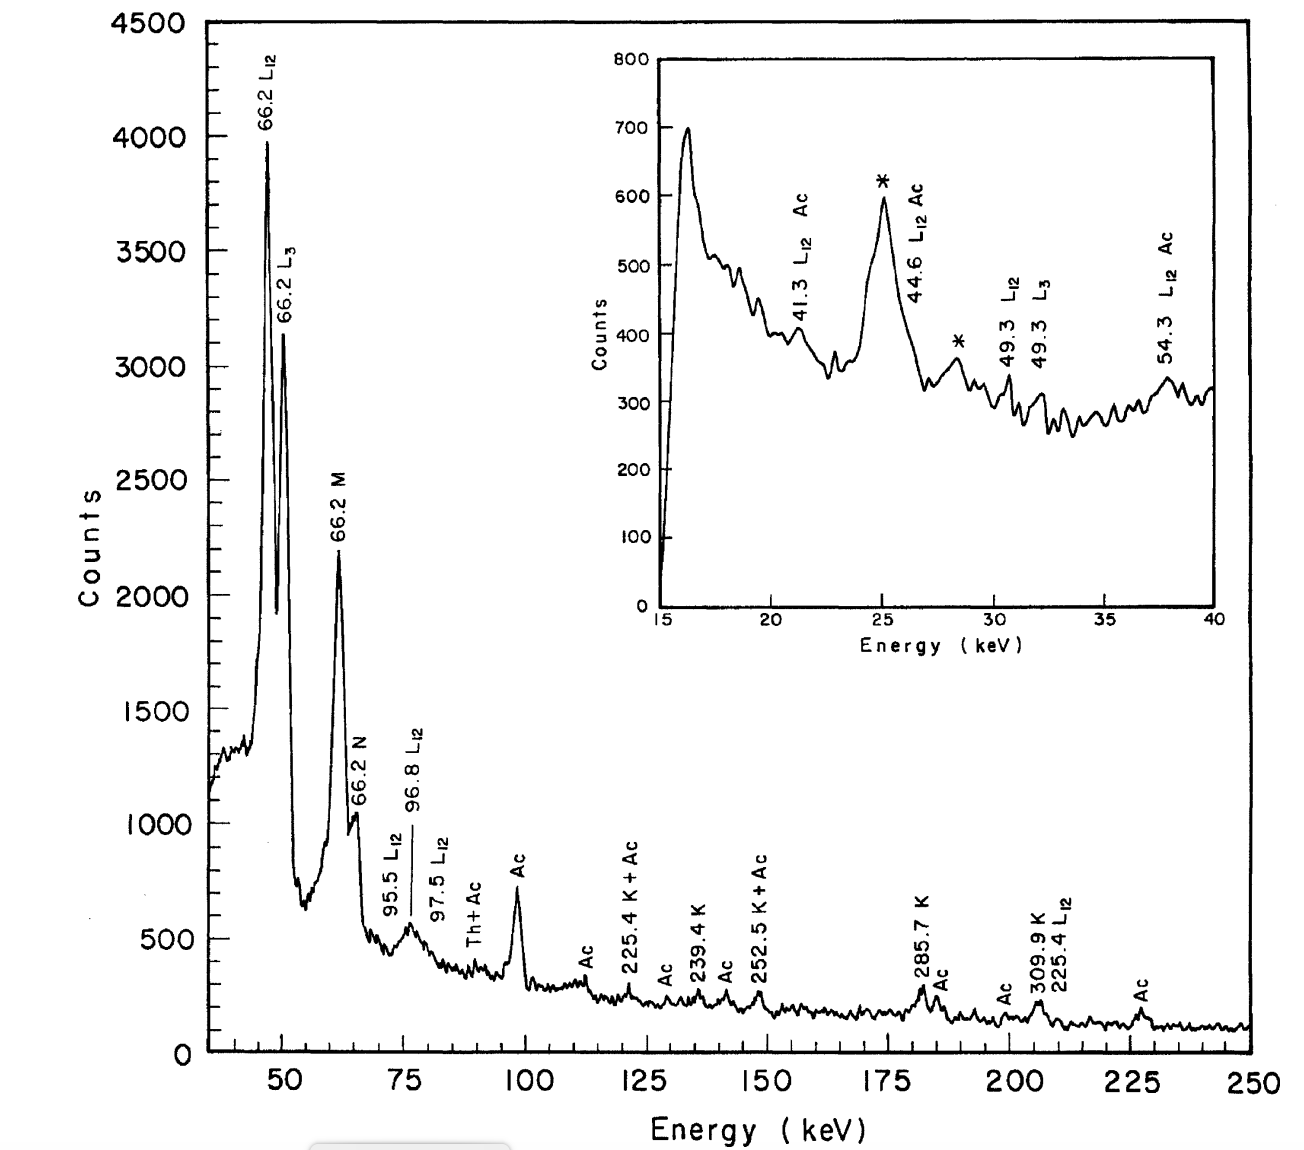 4500
4000
3500
3000
2500
2000
1500
1000
500
0
Counts
66.2 L12
66.2 L3
66.2 M
66.2 N
95.5 L12
96.8 L12
97.5 L12
Th+Ac
Ac
Ac
225.4 K+Ac
Ac
239.4 K
Ac
252.5 K+Ac
285.7 K
Ac
Ac
309.9 K
225.4 L12
Ac
50 75 100 125 150 175 200 225 250
Energy (keV)
800
700
600
500
400
300
200
100
0
Counts
41.3 L12 Ac
*
44.6 L12 Ac
*
49.3 L12
49.3 L3
54.3 L12 Ac
15 20 25 30 35 40
Energy (keV)